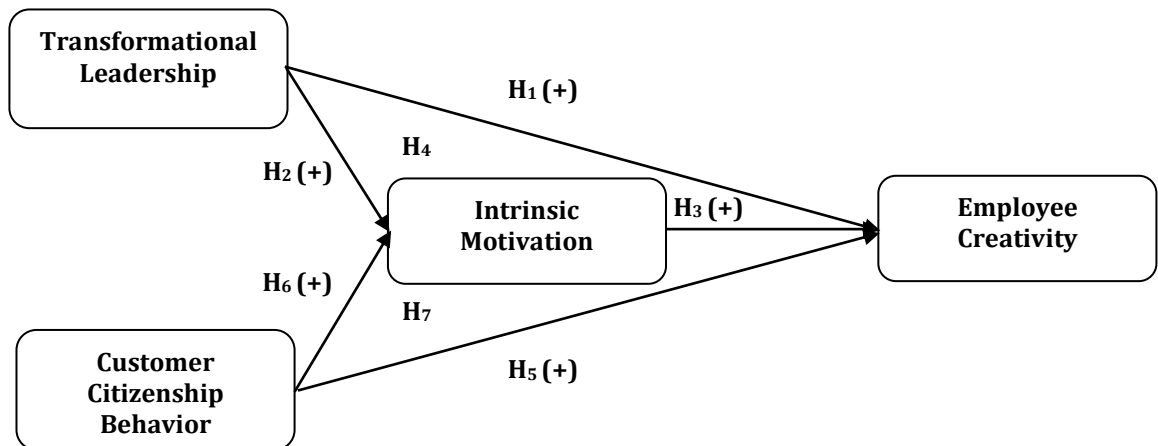 Transformational
Leadership
H₁ (+)
H₄
H₂ (+)
Intrinsic
Motivation
H₃ (+)
Employee
Creativity
H₆ (+)
H₇
Customer
Citizenship
Behavior
H₅ (+)